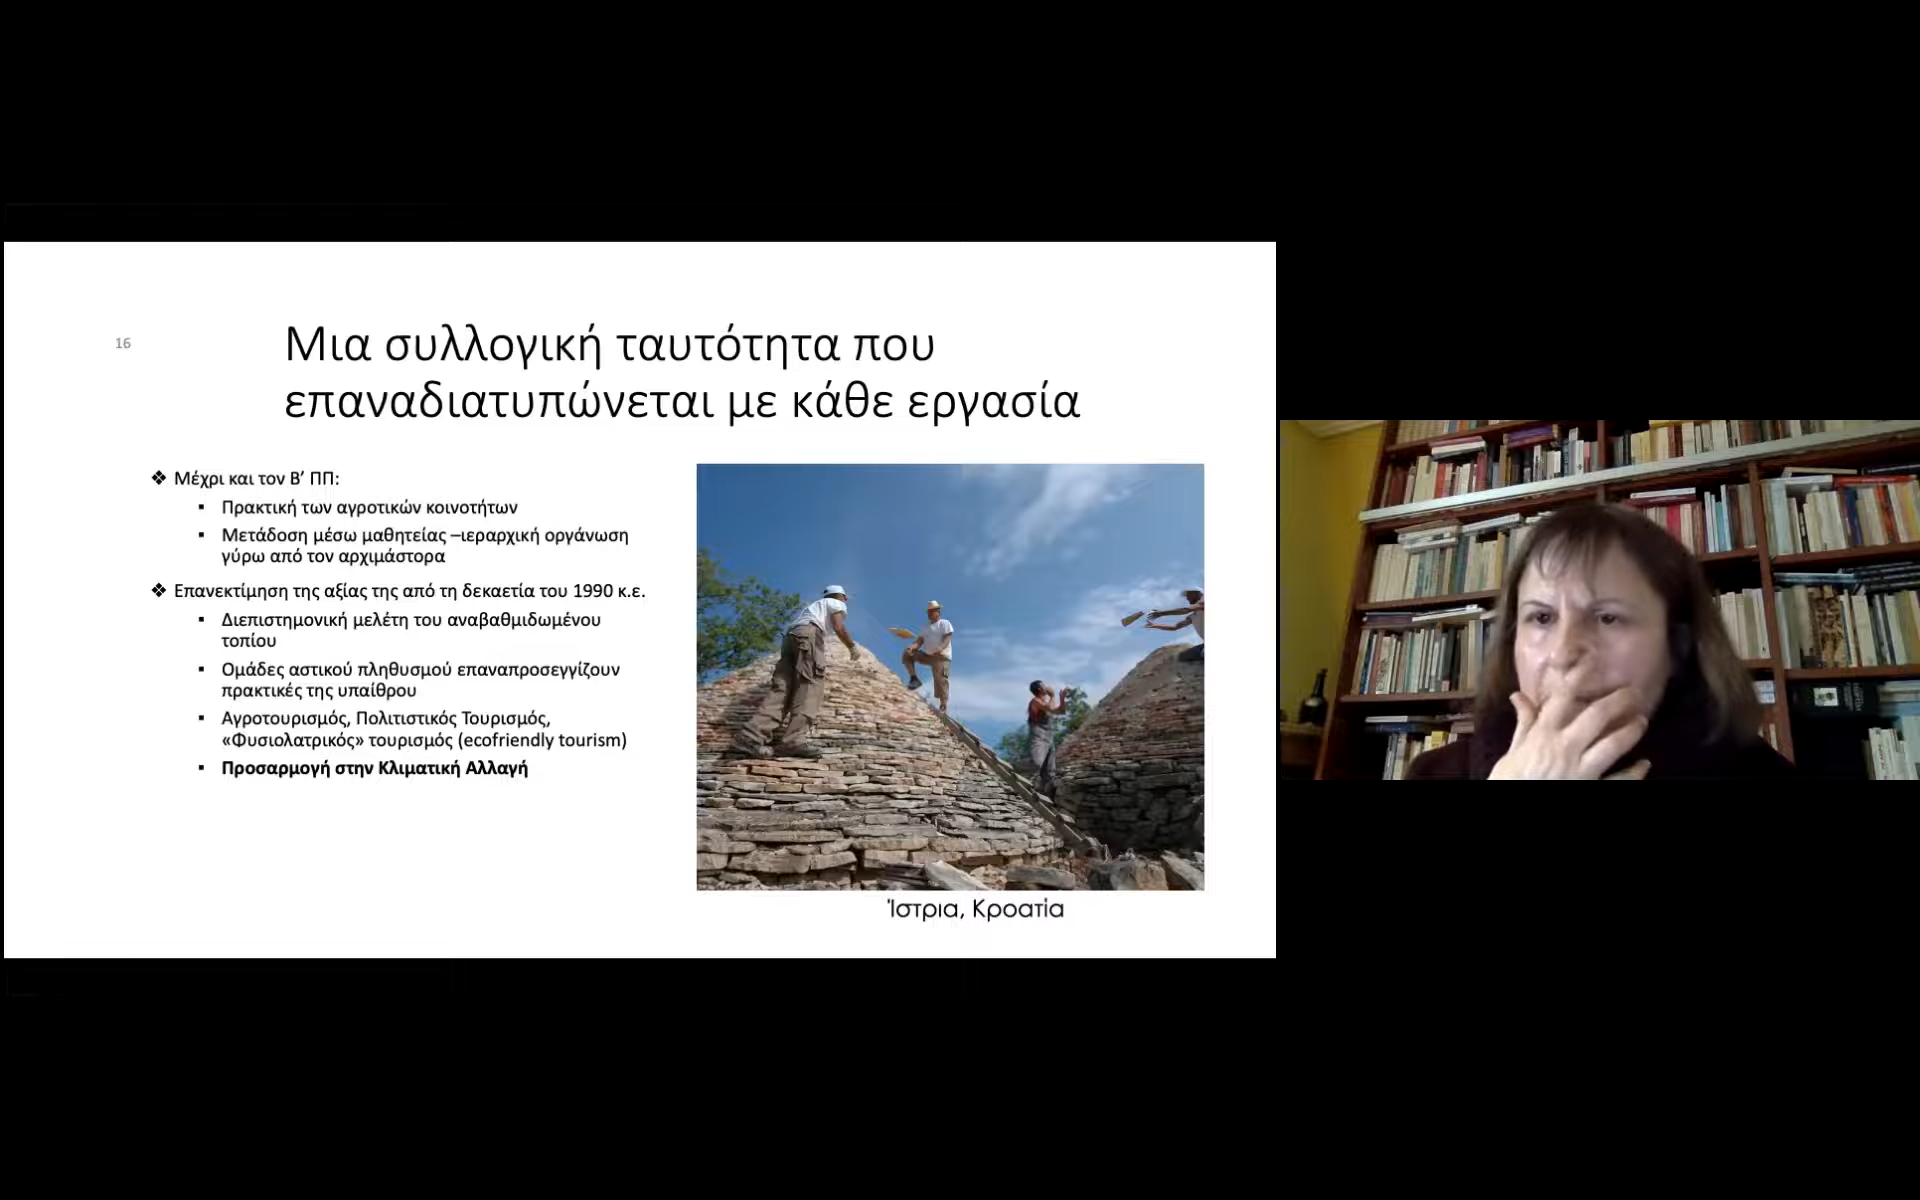 16
Μια συλλογική ταυτότητα που
επαναδιατυπώνεται με κάθε εργασία
❖ Μέχρι και τον Β’ ΠΠ:
▪ Πρακτική των αγροτικών κοινοτήτων
▪ Μετάδοση μέσω μαθητείας –ιεραρχική οργάνωση
γύρω από τον αρχιμάστορα
❖ Επανεκτίμηση της αξίας της από τη δεκαετία του 1990 κ.ε.
▪ Διεπιστημονική μελέτη του αναβαθμιδωμένου
τοπίου
▪ Ομάδες αστικού πληθυσμού επαναπροσεγγίζουν
πρακτικές της υπαίθρου
▪ Αγροτουρισμός, Πολιτιστικός Τουρισμός,
«Φυσιολατρικός» τουρισμός (ecofriendly tourism)
▪ Προσαρμογή στην Κλιματική Αλλαγή
Ίστρια, Κροατία